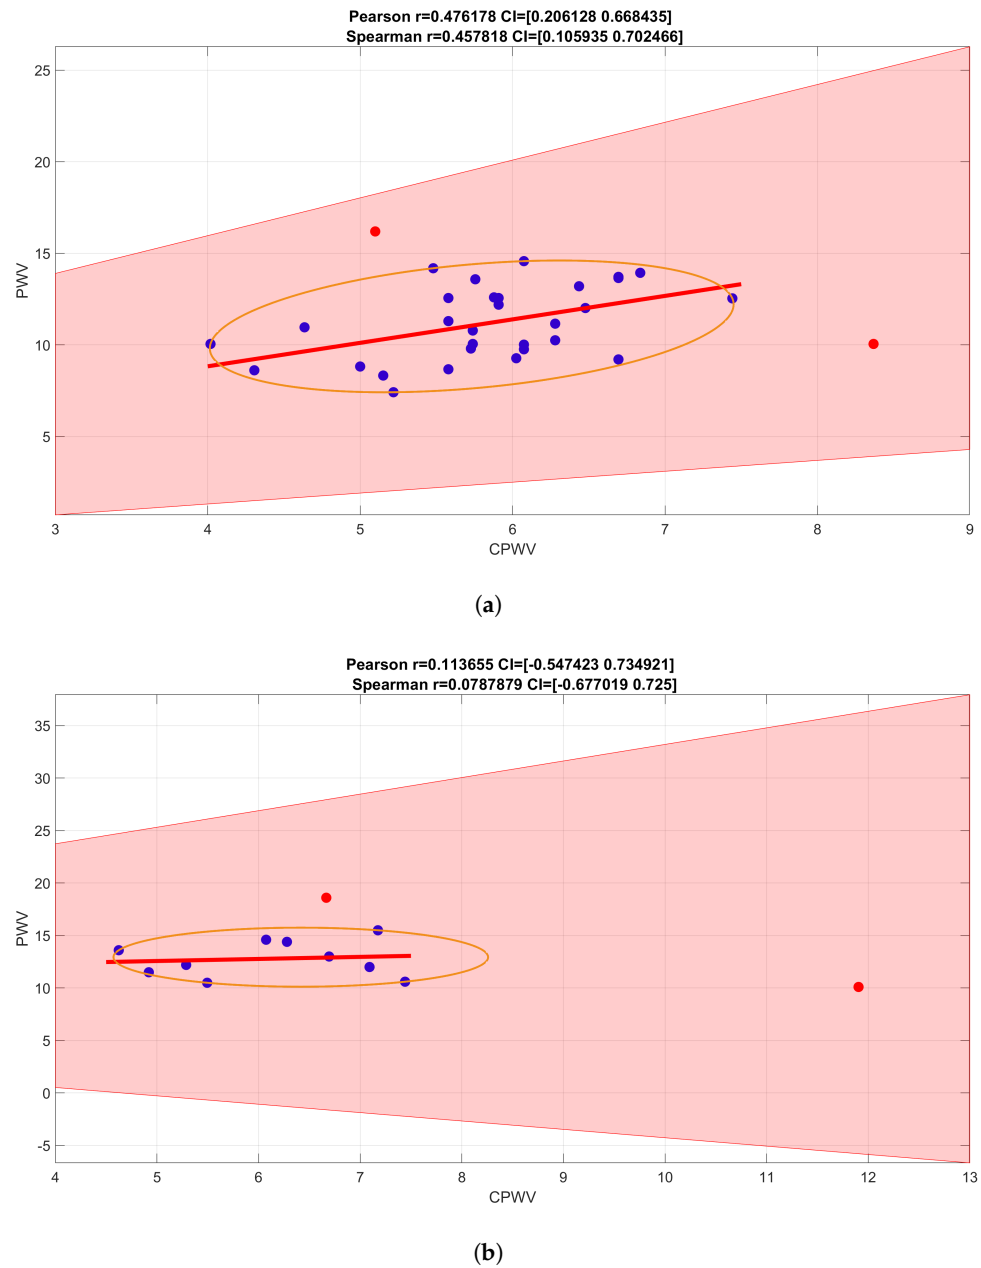 Pearson r=0.476178 CI=[0.206128 0.668435]
Spearman r=0.457818 CI=[0.105935 0.702466]
25
20
15
10
5
PWV
3 4 5 6 7 8 9
CPWV
(a)
Pearson r=0.113655 CI=[-0.547423 0.734921]
Spearman r=0.0787879 CI=[-0.677019 0.725]
35
30
25
20
15
10
5
0
-5
PWV
4 5 6 7 8 9 10 11 12 13
CPWV
(b)